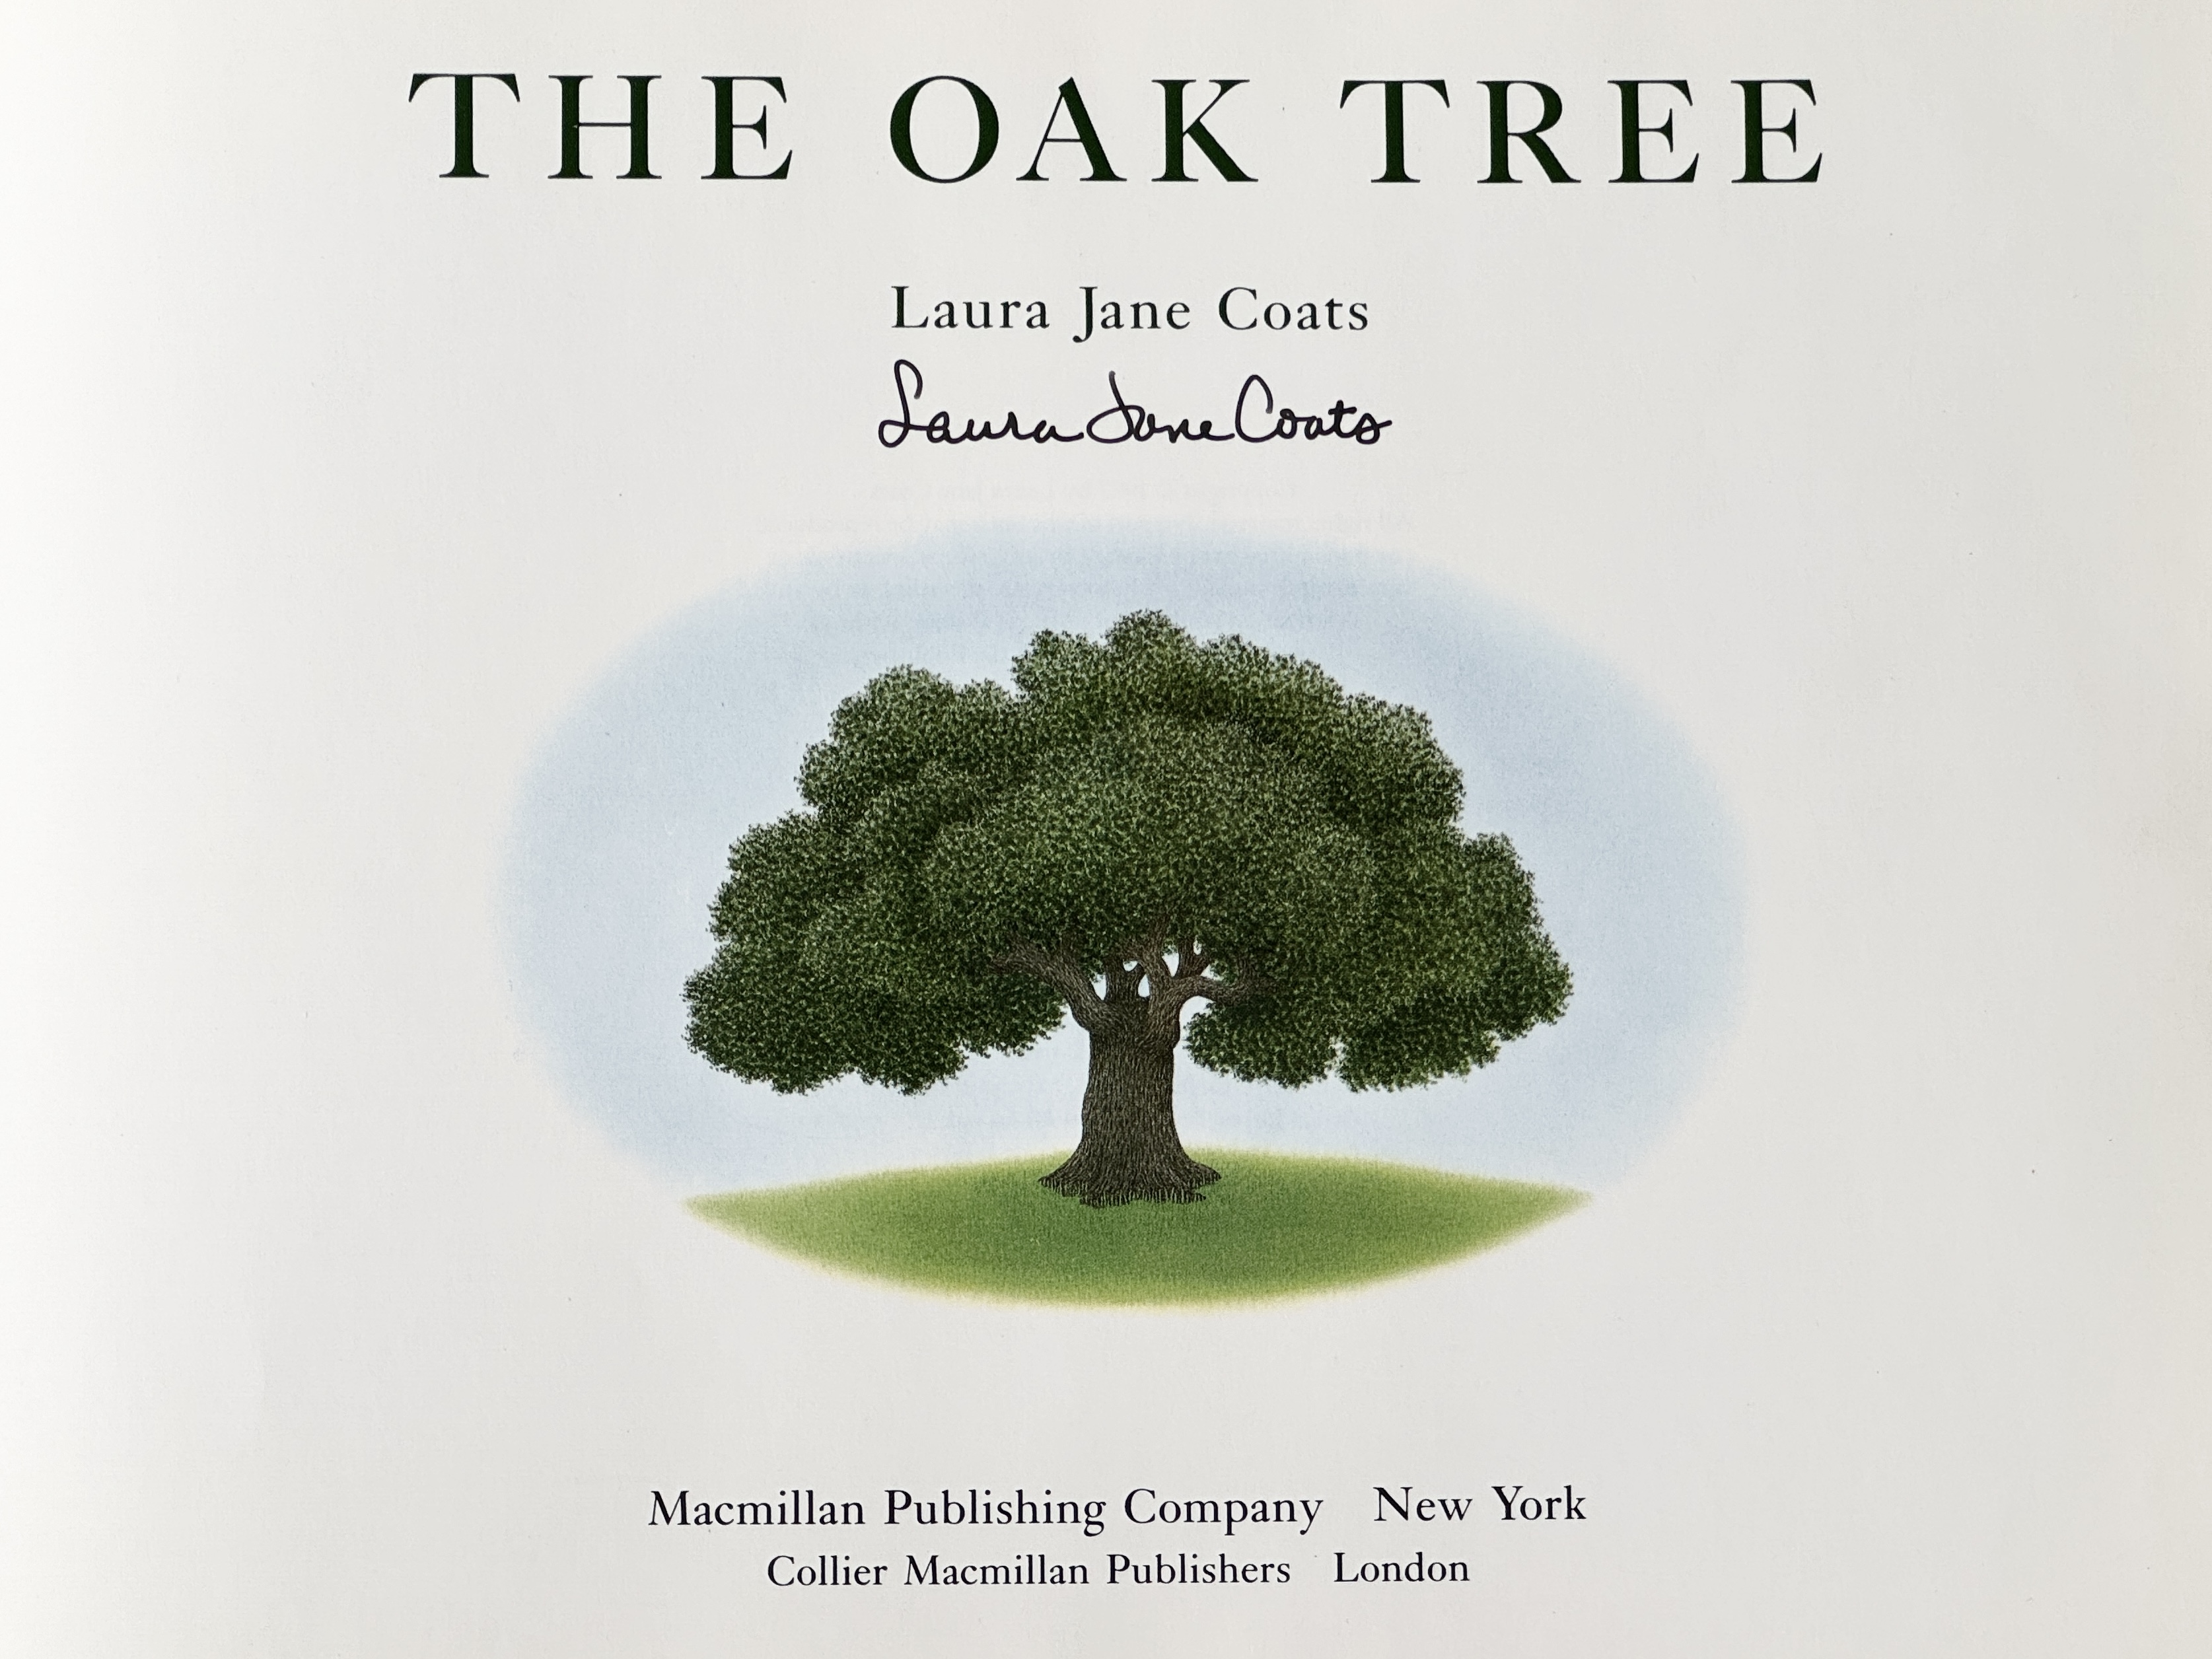 THE OAK TREE
Laura Jane Coats
Laura Jane Coats
Macmillan Publishing Company New York
Collier Macmillan Publishers London